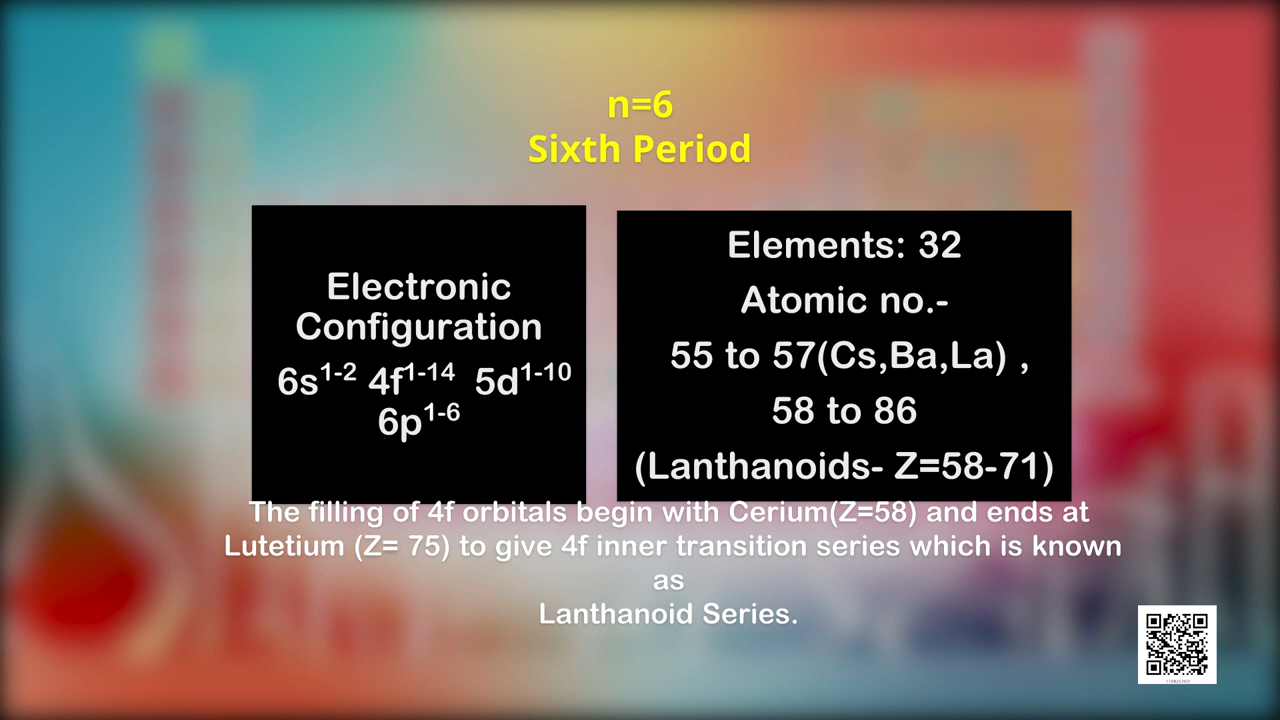 n=6
Sixth Period
Electronic
Configuration
6s¹⁻² 4f¹⁻¹⁴ 5d¹⁻¹⁰
6p¹⁻⁶
Elements: 32
Atomic no.-
55 to 57(Cs,Ba,La) ,
58 to 86
(Lanthanoids- Z=58-71)
The filling of 4f orbitals begin with Cerium(Z=58) and ends at
Lutetium (Z= 75) to give 4f inner transition series which is known
as
Lanthanoid Series.